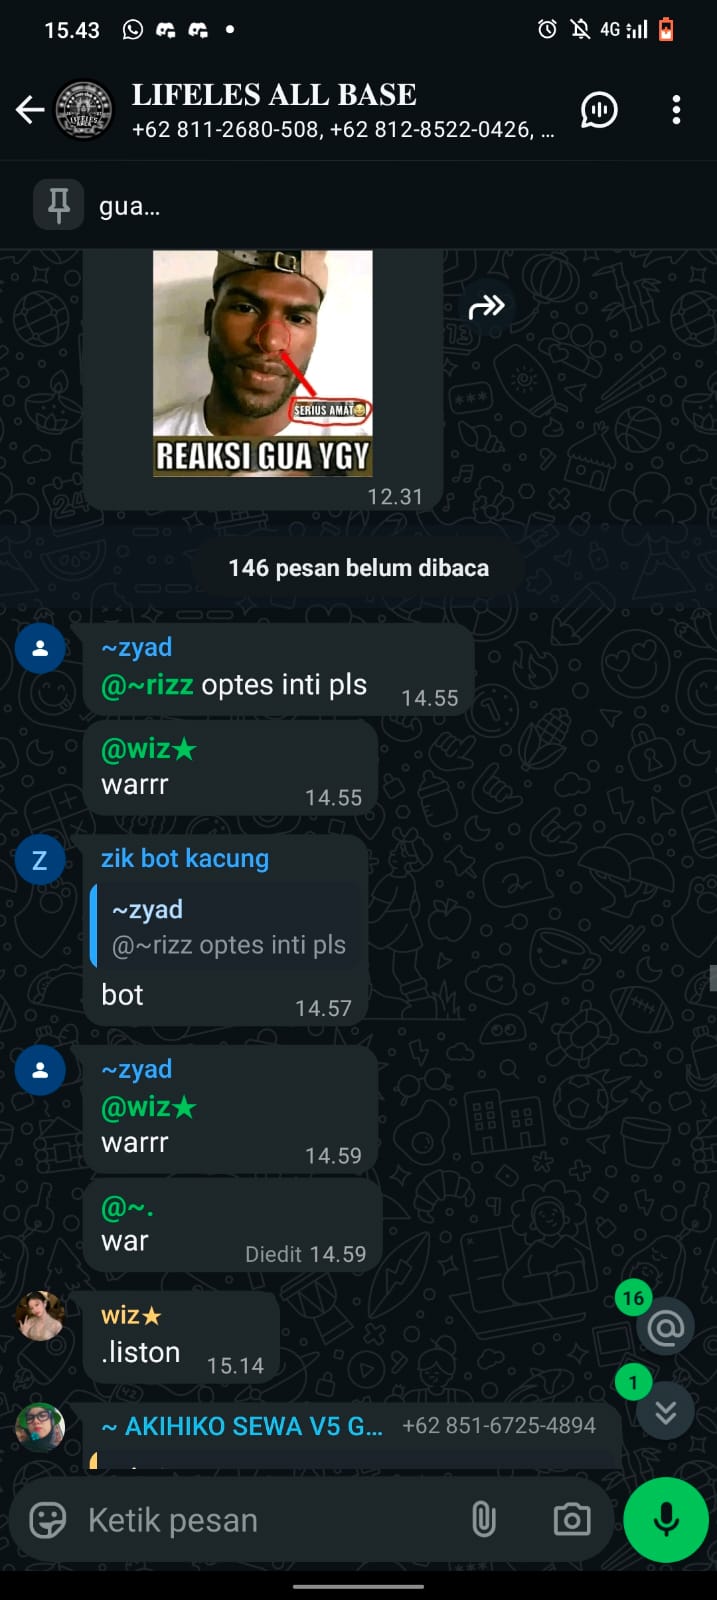 15.43
4G
LIFELES ALL BASE
+62 811-2680-508, +62 812-8522-0426, ...
gua...
SERIUS AMAT😂
REAKSI GUA YGY
12.31
146 pesan belum dibaca
~zyad
@~rizz optes inti pls 14.55
@wiz★
warrr 14.55
Z
zik bot kacung
~zyad
@~rizz optes inti pls
bot 14.57
~zyad
@wiz★
warrr 14.59
@~.
war Diedit 14.59
16
@
wiz★
.liston 15.14
1
~ AKIHIKO SEWA V5 G... +62 851-6725-4894
Ketik pesan